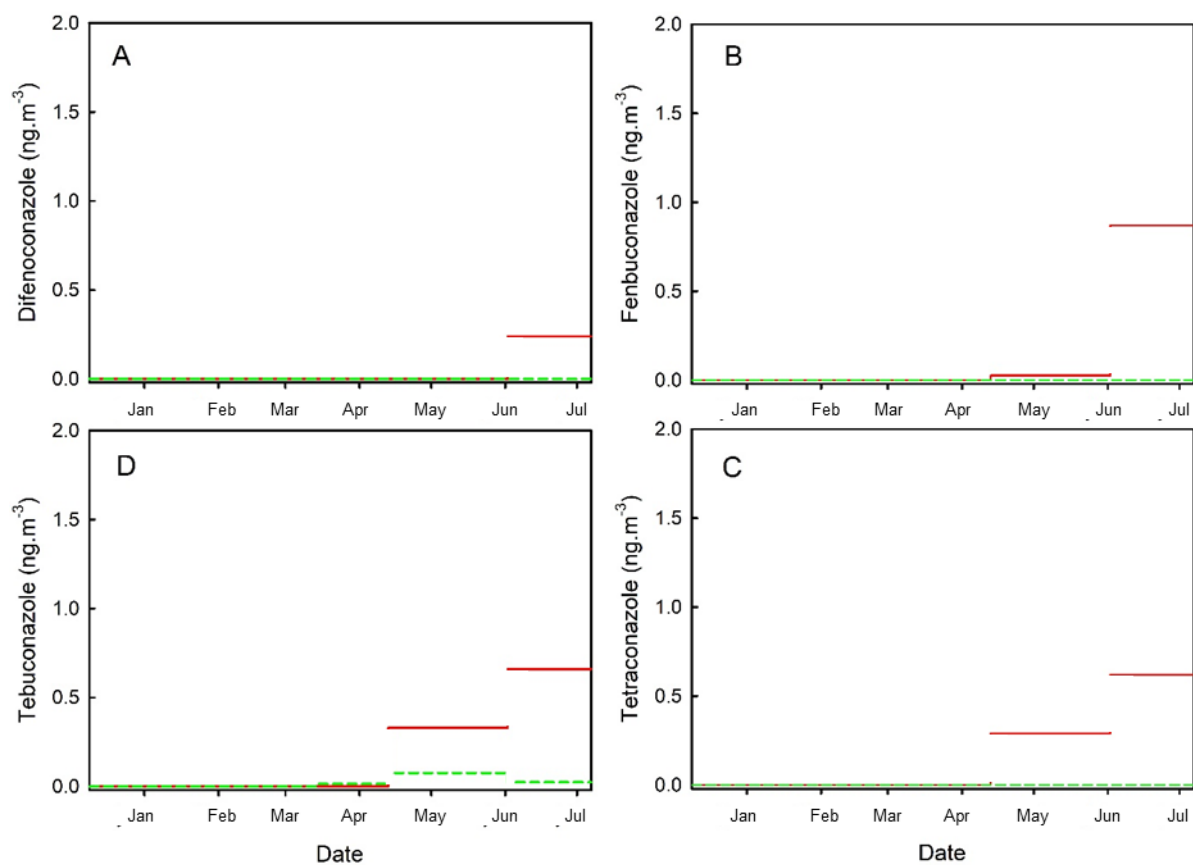 A
Difenoconazole (ng.m-3)
2.0
1.5
1.0
0.5
0.0
Jan Feb Mar Apr May Jun Jul
B
Fenbuconazole (ng.m-3)
2.0
1.5
1.0
0.5
0.0
Jan Feb Mar Apr May Jun Jul
D
Tebuconazole (ng.m-3)
2.0
1.5
1.0
0.5
0.0
Jan Feb Mar Apr May Jun Jul
Date
C
Tetraconazole (ng.m-3)
2.0
1.5
1.0
0.5
0.0
Jan Feb Mar Apr May Jun Jul
Date